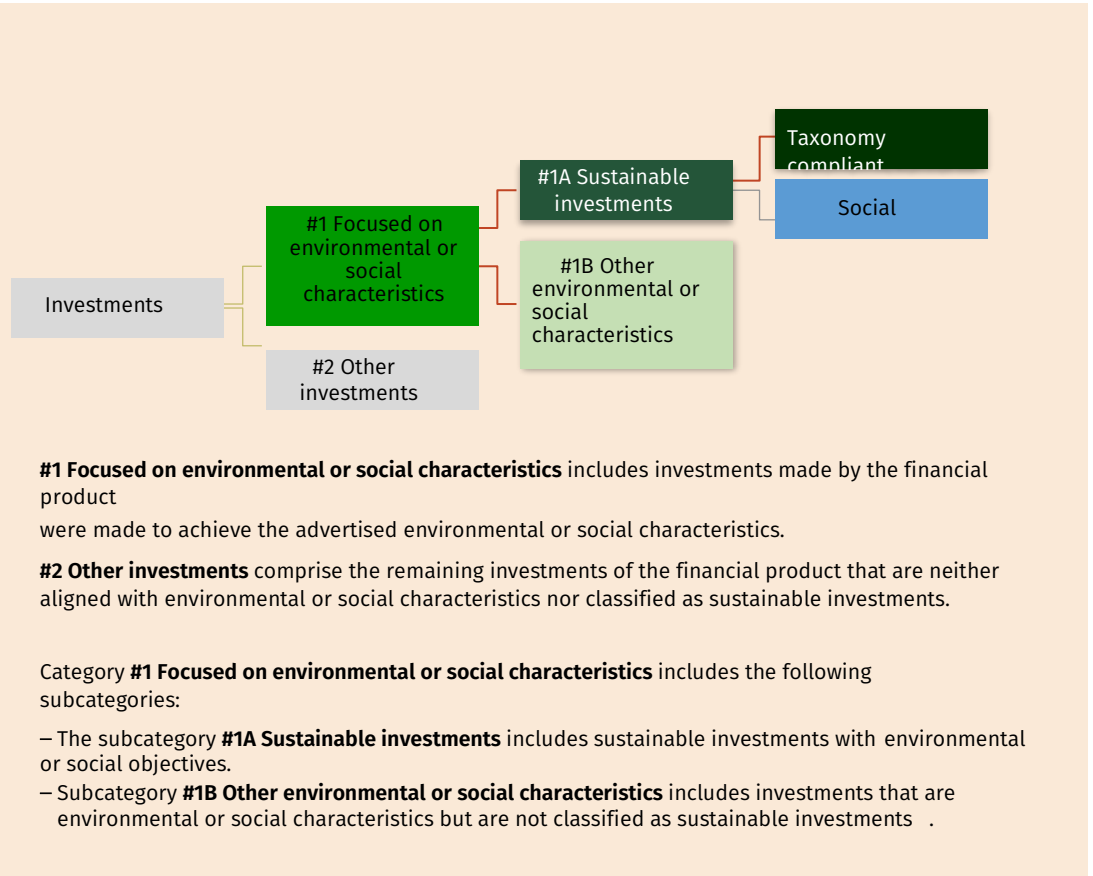 Taxonomy
compliant
#1A Sustainable
investments
Social
#1 Focused on
environmental or
social
characteristics
#1B Other
environmental or
social
characteristics
Investments
#2 Other
investments
#1 Focused on environmental or social characteristics includes investments made by the financial
product
were made to achieve the advertised environmental or social characteristics.
#2 Other investments comprise the remaining investments of the financial product that are neither
aligned with environmental or social characteristics nor classified as sustainable investments.
Category #1 Focused on environmental or social characteristics includes the following
subcategories:
– The subcategory #1A Sustainable investments includes sustainable investments with environmental
or social objectives.
– Subcategory #1B Other environmental or social characteristics includes investments that are
environmental or social characteristics but are not classified as sustainable investments .